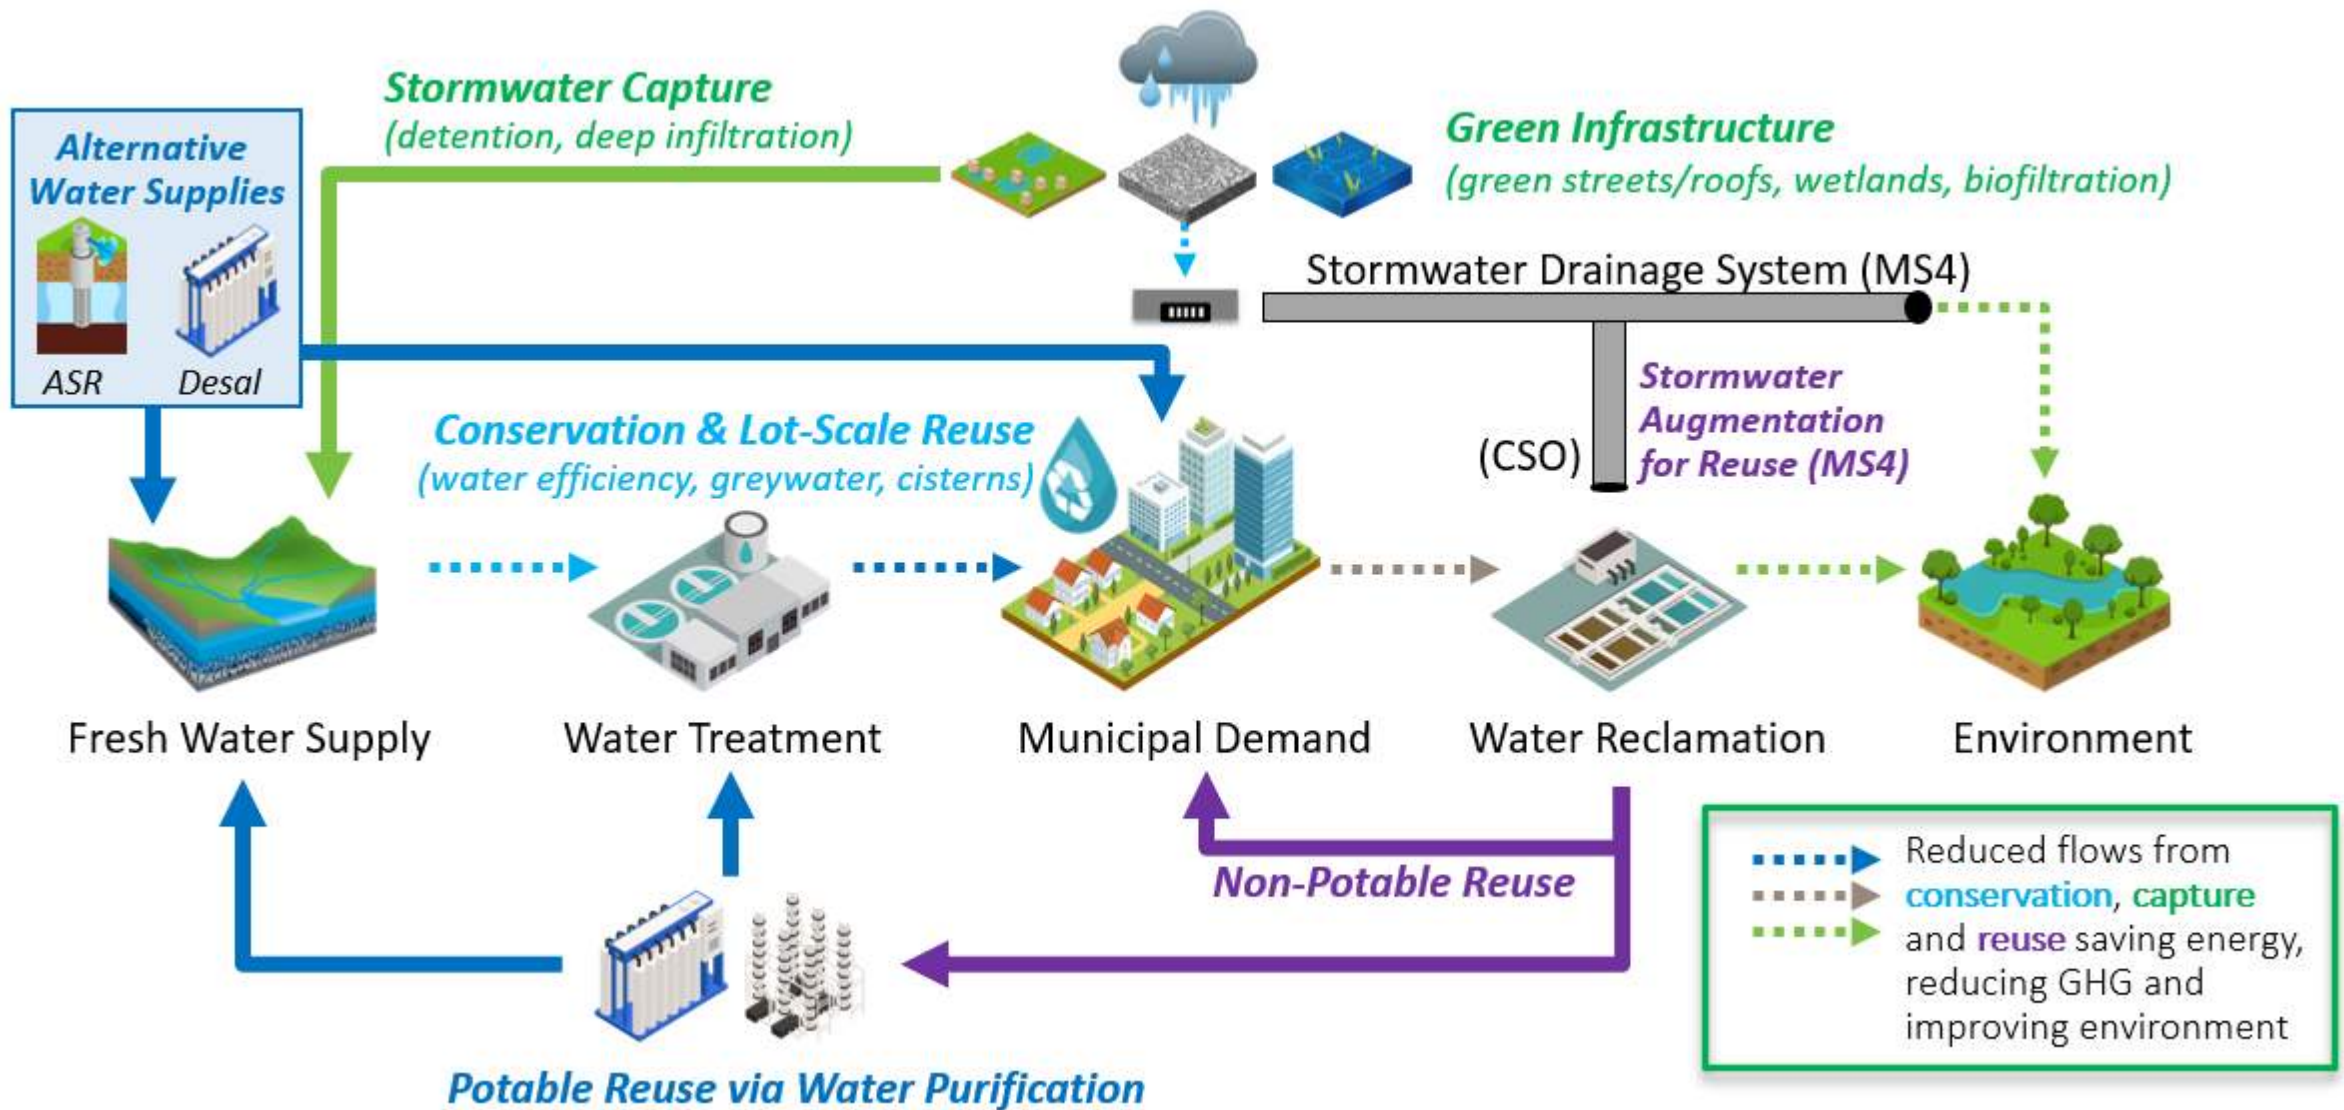 Stormwater Capture
(detention, deep infiltration)
Green Infrastructure
(green streets/roofs, wetlands, biofiltration)
Alternative
Water Supplies
ASR
Desal
Stormwater Drainage System (MS4)
Stormwater
Augmentation
for Reuse (MS4)
(CSO)
Conservation & Lot-Scale Reuse
(water efficiency, greywater, cisterns)
Fresh Water Supply
Water Treatment
Municipal Demand
Water Reclamation
Environment
Non-Potable Reuse
Potable Reuse via Water Purification
Reduced flows from
conservation, capture
and reuse saving energy,
reducing GHG and
improving environment